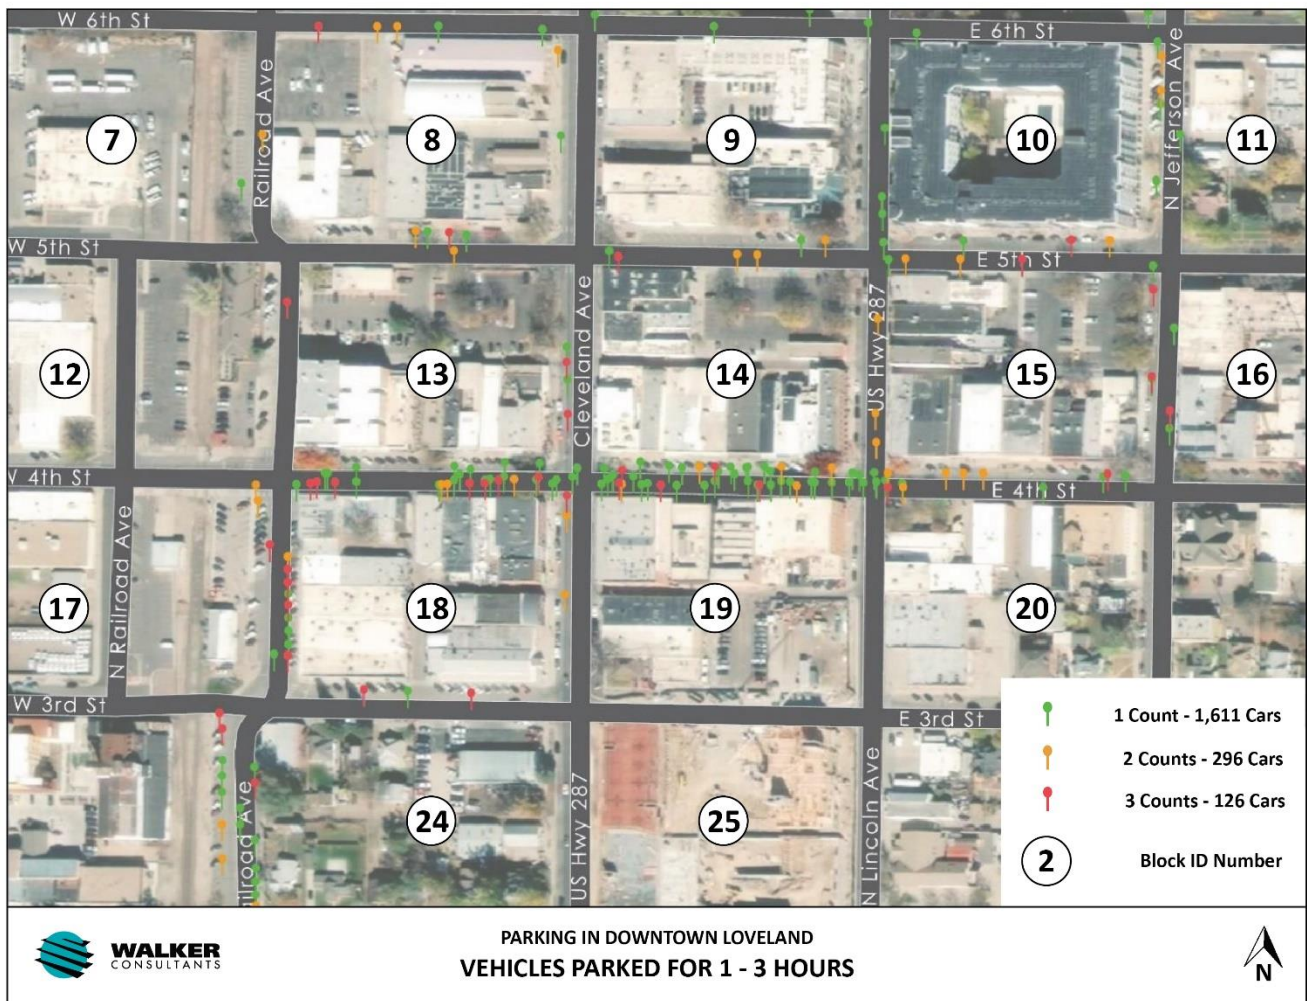 W 6th St
E 6th St
Railroad Ave
N Jefferson Ave
7
8
9
10
11
W 5th St
E 5th St
Cleveland Ave
US Hwy 287
12
13
14
15
16
W 4th St
E 4th St
N Railroad Ave
17
18
19
20
W 3rd St
E 3rd St
ailroad Ave
US Hwy 287
N Lincoln Ave
24
25
1 Count - 1,611 Cars
2 Counts - 296 Cars
3 Counts - 126 Cars
2
Block ID Number
WALKER
CONSULTANTS
PARKING IN DOWNTOWN LOVELAND
VEHICLES PARKED FOR 1 - 3 HOURS
N